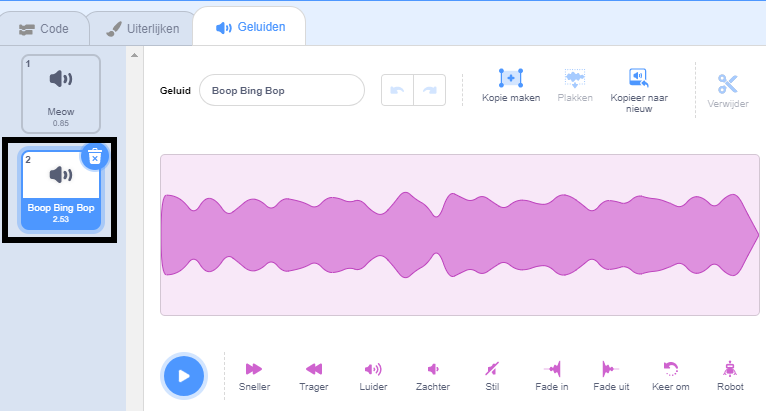 Code
Uiterlijken
Geluiden
1
Meow
0.85
2
Boop Bing Bop
2.53
Geluid
Boop Bing Bop
Kopie maken
Plakken
Kopieer naar
nieuw
Verwijder
Sneller
Trager
Luider
Zachter
Stil
Fade in
Fade uit
Keer om
Robot